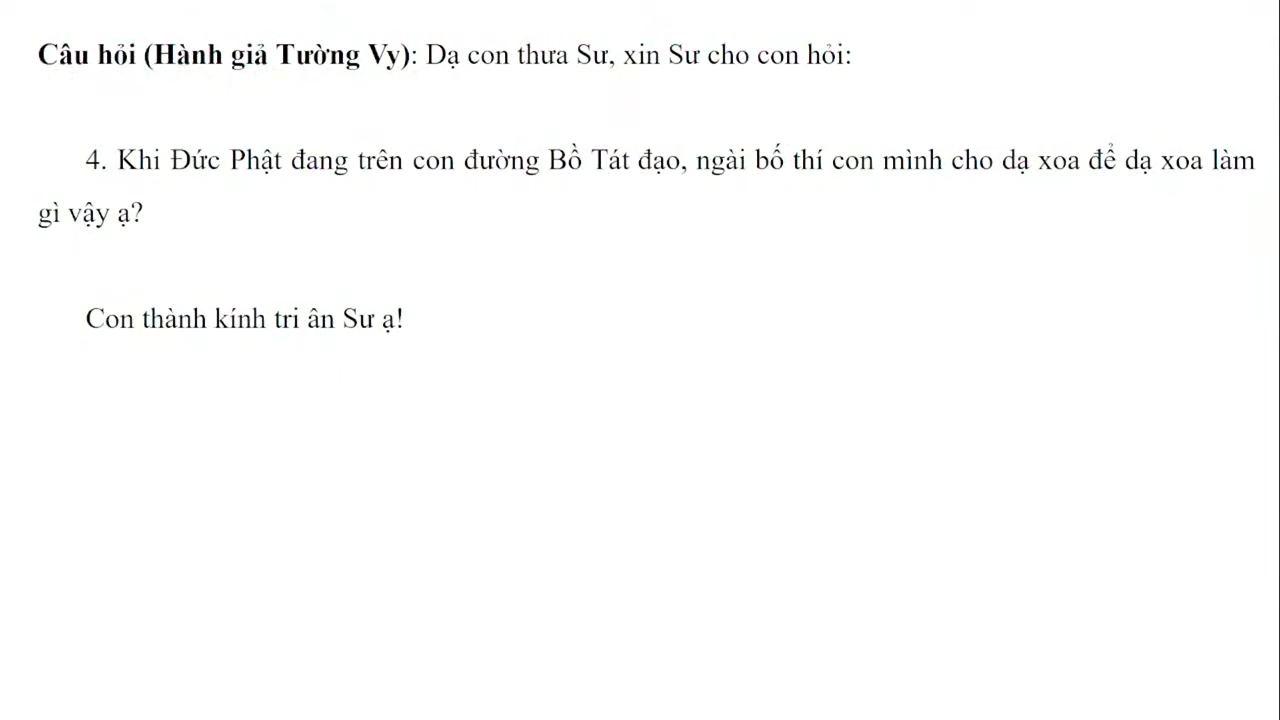 Câu hỏi (Hành giả Tường Vy): Dạ con thưa Sư, xin Sư cho con hỏi:
4. Khi Đức Phật đang trên con đường Bồ Tát đạo, ngài bố thí con mình cho dạ xoa để dạ xoa làm
gì vậy ạ?
Con thành kính tri ân Sư ạ!